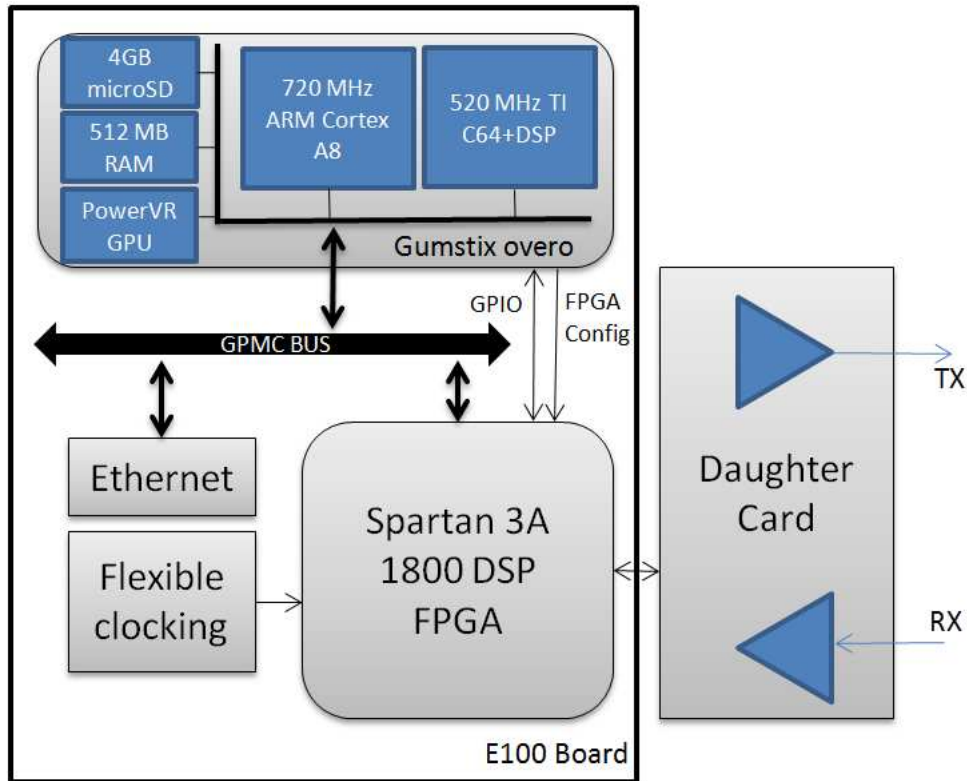 4GB
microSD
512 MB
RAM
PowerVR
GPU
720 MHz
ARM Cortex
A8
520 MHz TI
C64+DSP
Gumstix overo
GPIO
FPGA
Config
GPMC BUS
Ethernet
Flexible
clocking
Spartan 3A
1800 DSP
FPGA
E100 Board
Daughter
Card
TX
RX